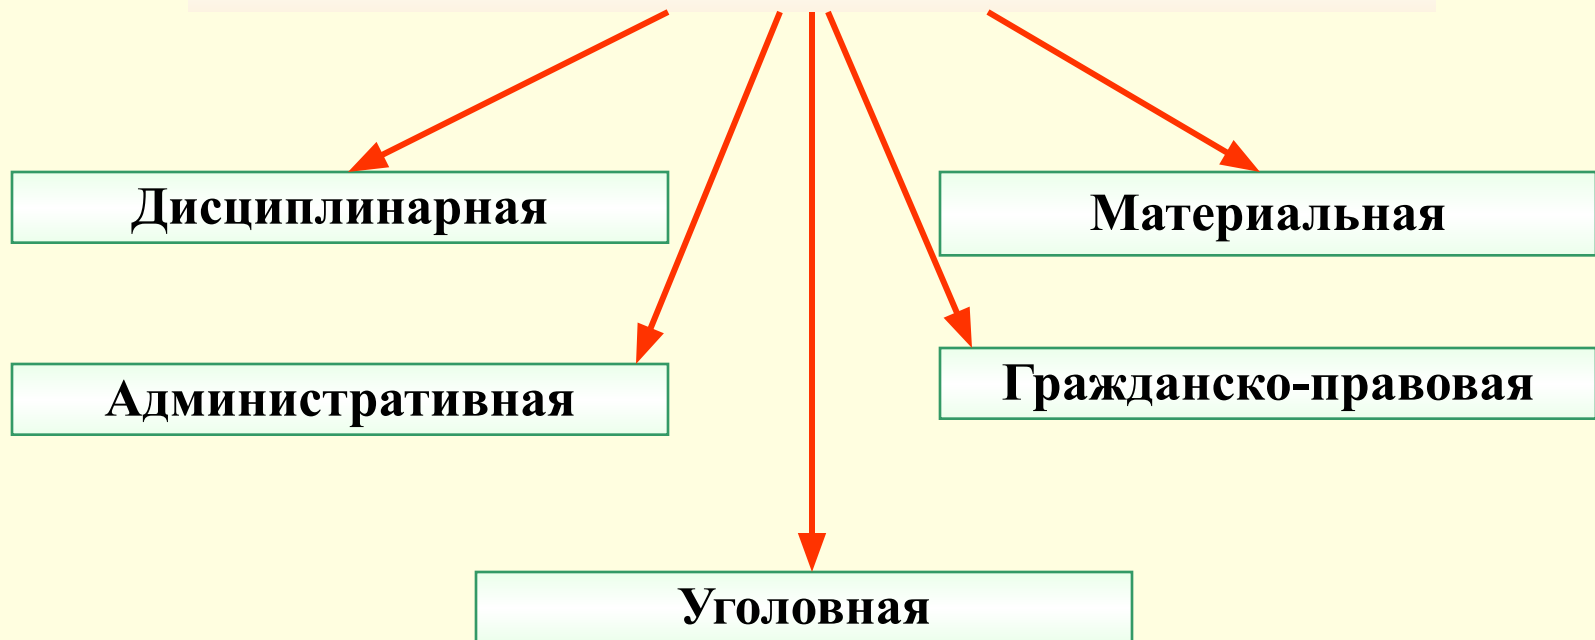 Дисциплинарная
Материальная
Административная
Гражданско-правовая
Уголовная